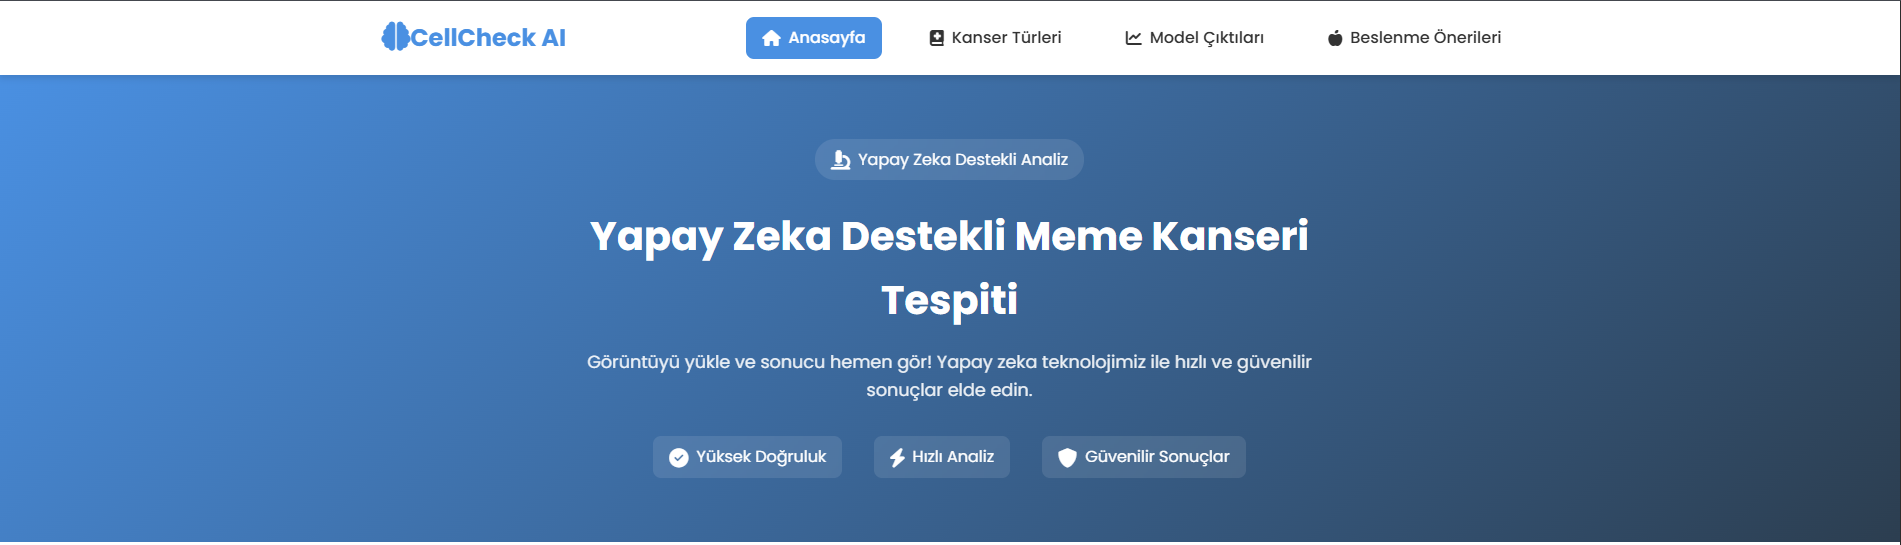 CellCheck AI
Anasayfa
Kanser Türleri
Model Çıktıları
Beslenme Önerileri
Yapay Zeka Destekli Analiz
Yapay Zeka Destekli Meme Kanseri
Tespiti
Görüntüyü yükle ve sonucu hemen gör! Yapay zeka teknolojimiz ile hızlı ve güvenilir
sonuçlar elde edin.
Yüksek Doğruluk
Hızlı Analiz
Güvenilir Sonuçlar